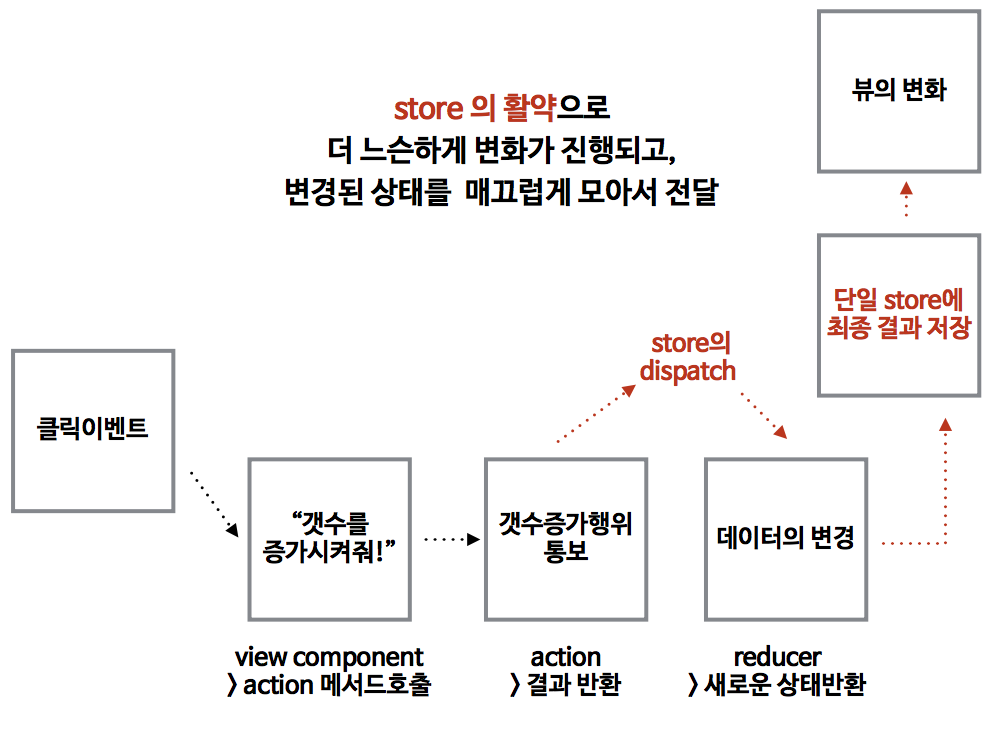 store 의 활약으로
더 느슨하게 변화가 진행되고,
변경된 상태를 매끄럽게 모아서 전달
클릭이벤트
“갯수를
증가시켜줘!”
view component
> action 메서드호출
갯수증가행위
통보
action
> 결과 반환
store의
dispatch
데이터의 변경
reducer
> 새로운 상태반환
단일 store에
최종 결과 저장
뷰의 변화